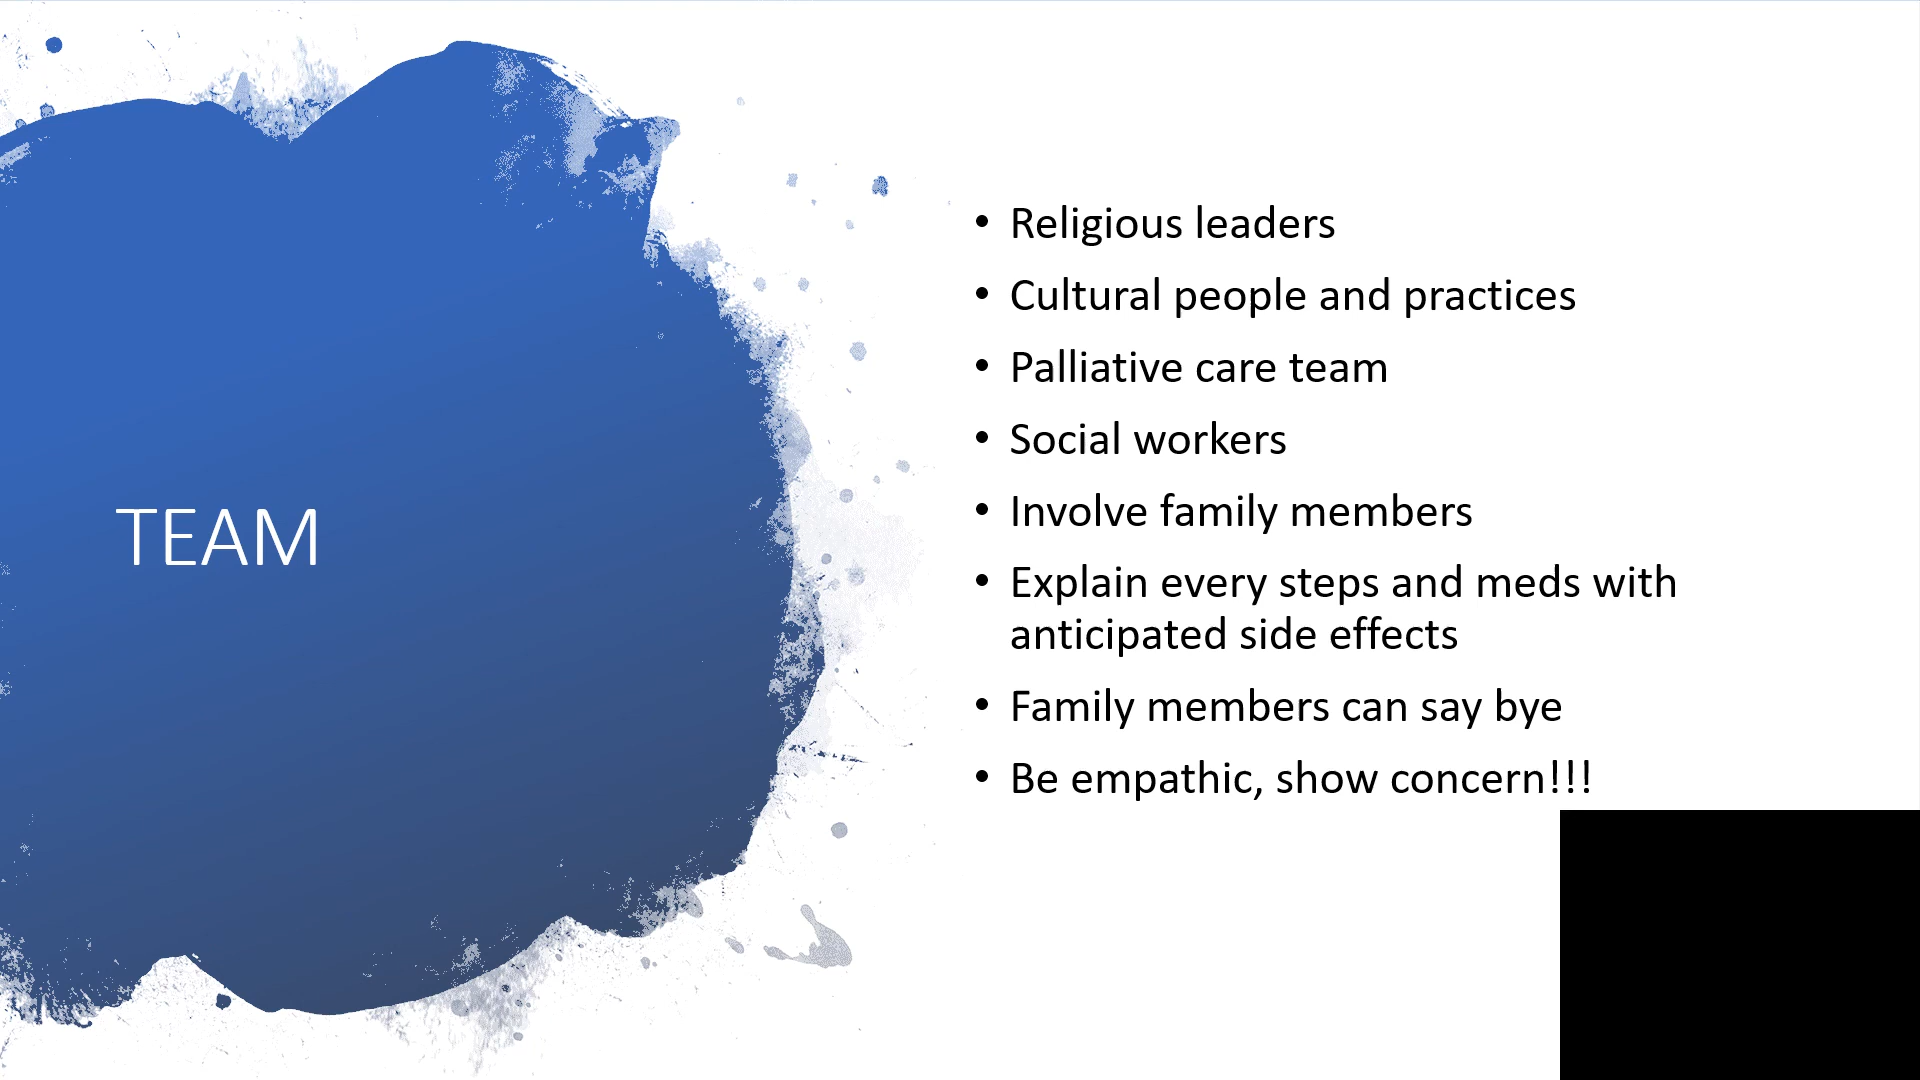 TEAM
• Religious leaders
• Cultural people and practices
• Palliative care team
• Social workers
• Involve family members
• Explain every steps and meds with
anticipated side effects
• Family members can say bye
• Be empathic, show concern!!!